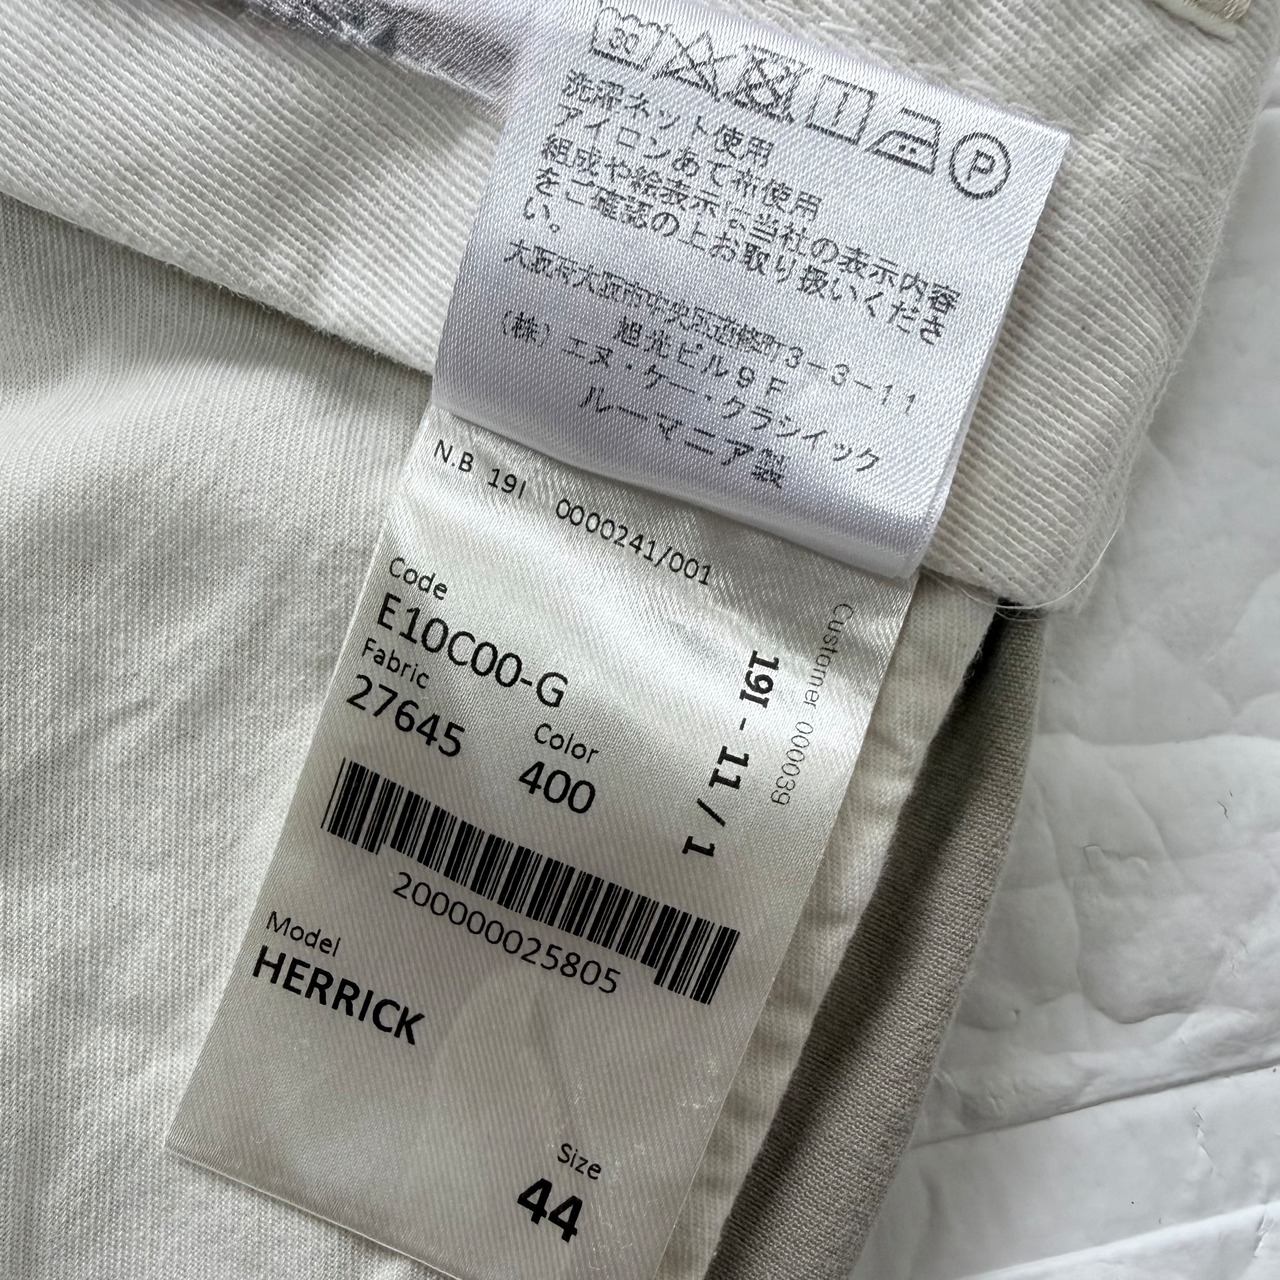 30
P
洗濯ネット使用
アイロンあて布使用
組成や絵表示は当社の表示内容
をご確認の上お取り扱いくださ
い。
大阪府大阪市中央区道修町3-3-11
旭光ビル9F
(株)エヌ・ケー・クラシイック
ルーマニア製
N.B 19I 0000241/001
Code
E10C00-G
Fabric
27645
Color
400
Customer 000039
19I - 11 / 1
200000025805
Model
HERRICK
Size
44